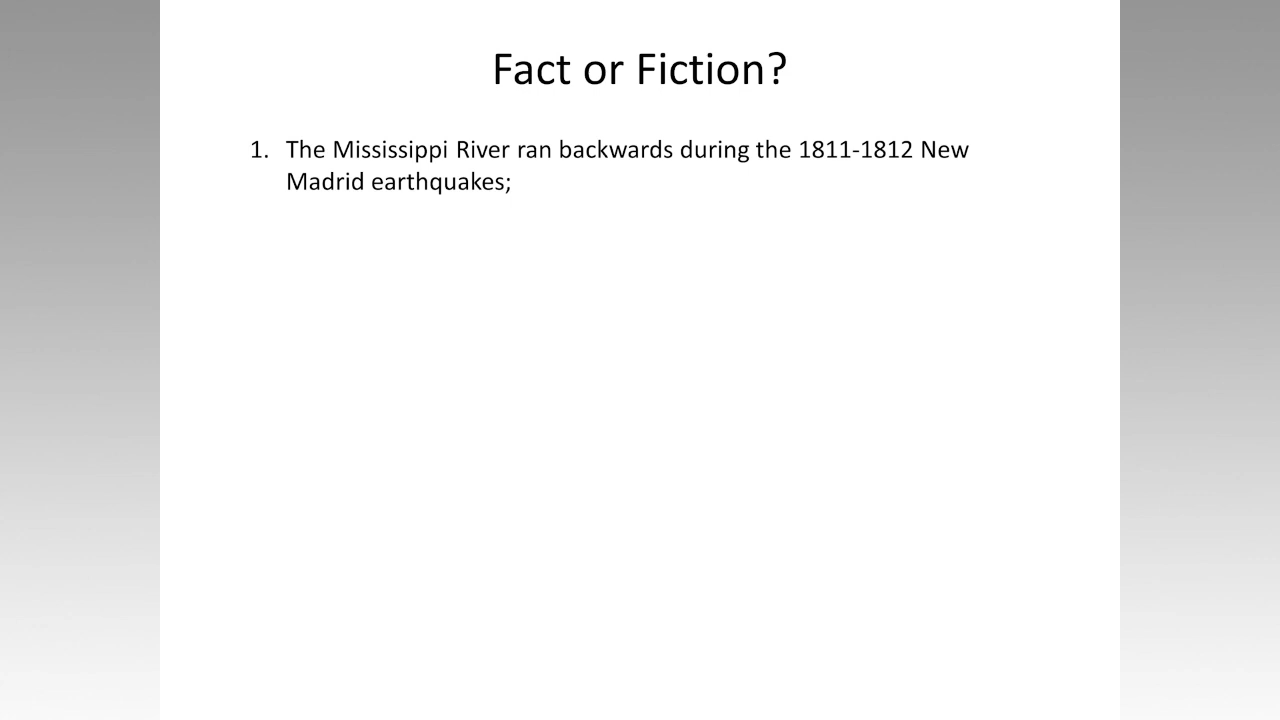 Fact or Fiction?
1. The Mississippi River ran backwards during the 1811-1812 New
Madrid earthquakes;